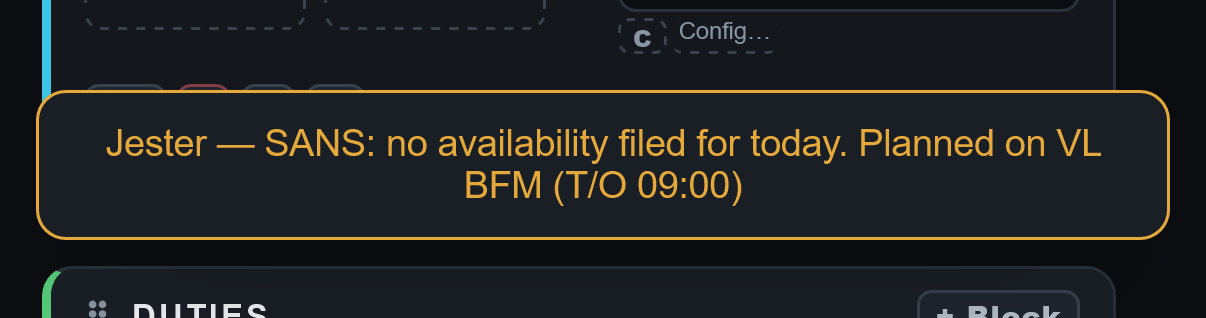 C Config…
Jester — SANS: no availability filed for today. Planned on VL
BFM (T/O 09:00)
DUTIES + Block